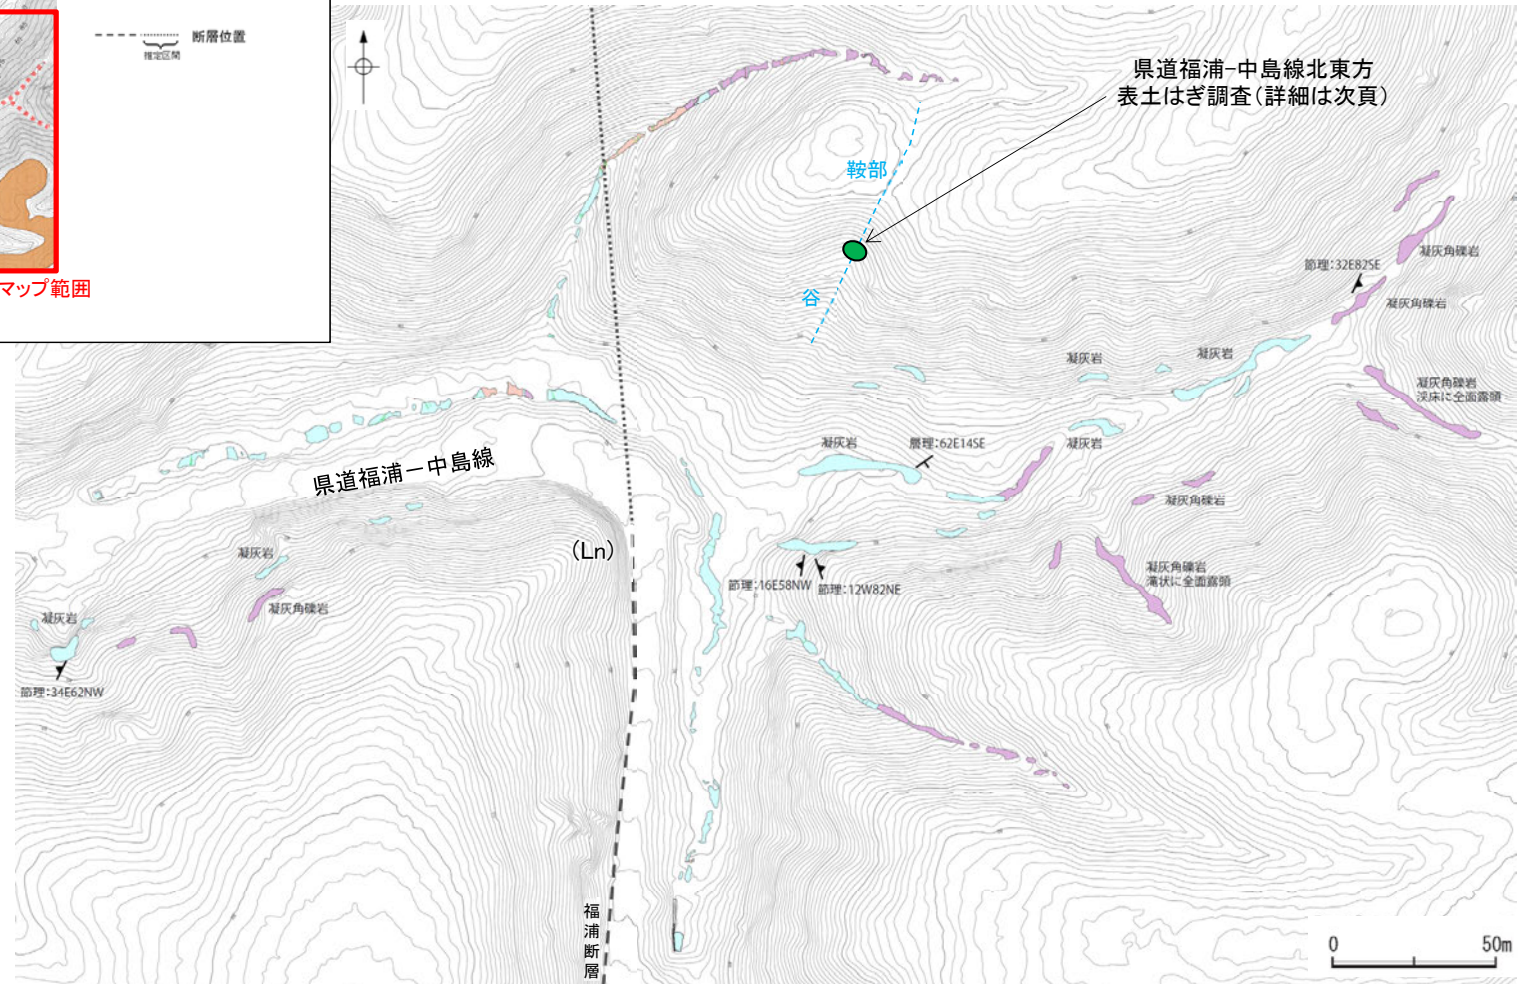 断層位置
推定区間
マップ範囲
県道福浦-中島線北東方
表土はぎ調査(詳細は次頁)
鞍部
谷
凝灰角礫岩
節理:32E82SE
凝灰角礫岩
凝灰岩
凝灰岩
凝灰角礫岩
渓床に全面露頭
凝灰岩
層理:62E14SE
凝灰岩
県道福浦-中島線
凝灰角礫岩
(Ln)
凝灰岩
節理:16E58NW
節理:12W82NE
凝灰角礫岩
滝状に全面露頭
凝灰角礫岩
凝灰岩
節理:34E62NW
福浦断層
0
50m